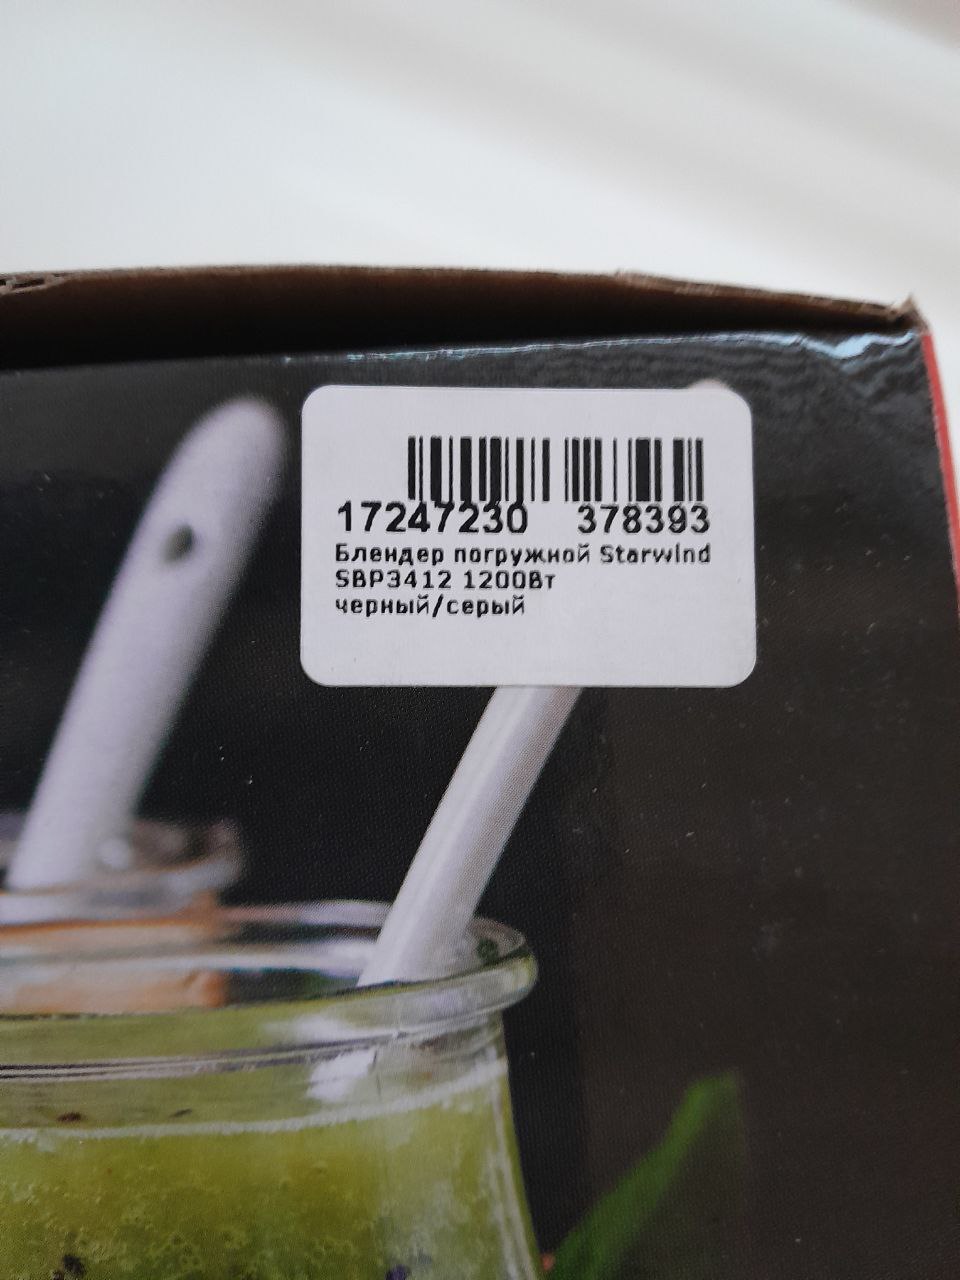 17247230 378393
Блендер погружной Starwind
SBP3412 1200Вт
черный/серый